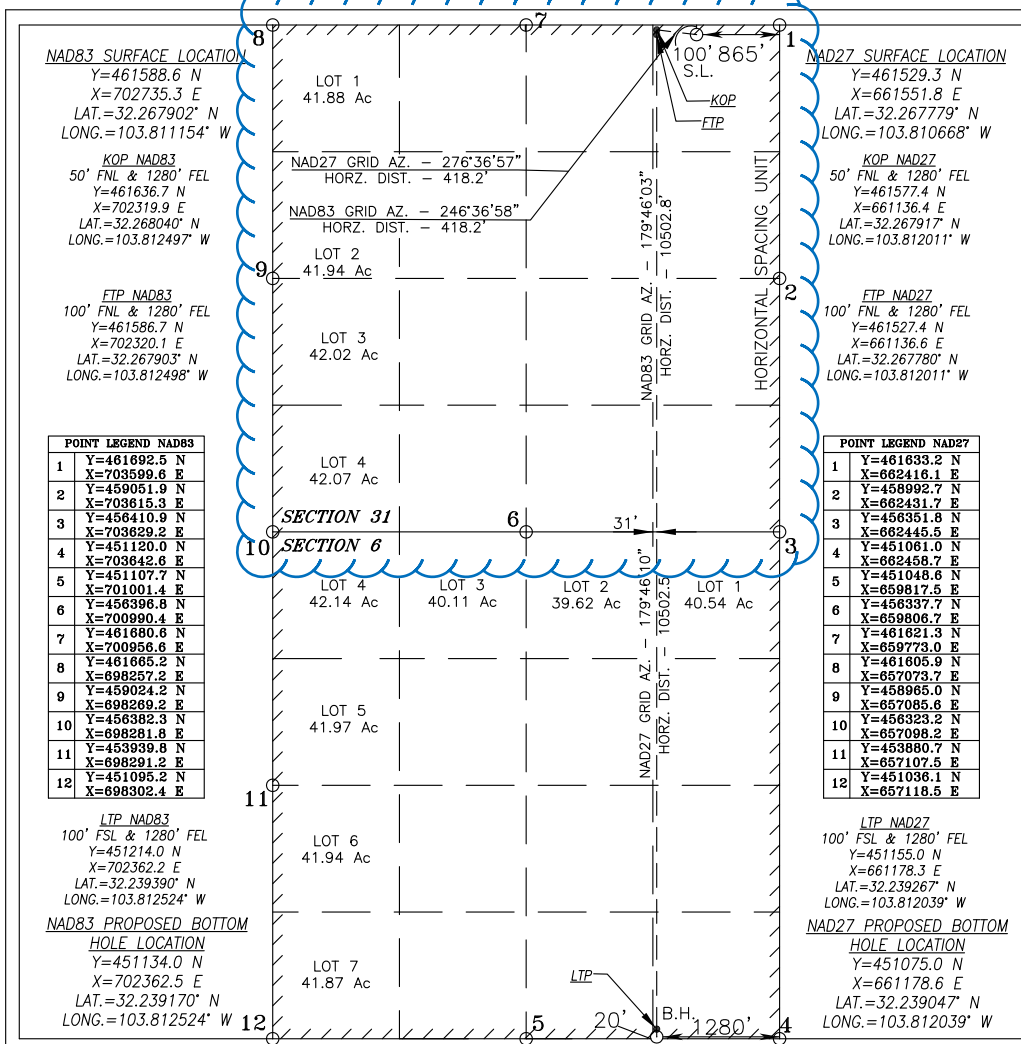 8
7
1
NAD83 SURFACE LOCATION
Y=461588.6 N
X=702735.3 E
LAT.=32.267902° N
LONG.=103.811154° W
KOP NAD83
50' FNL & 1280' FEL
Y=461636.7 N
X=702319.9 E
LAT.=32.268040° N
LONG.=103.812497° W
FTP NAD83
100' FNL & 1280' FEL
Y=461586.7 N
X=702320.1 E
LAT.=32.267903° N
LONG.=103.812498° W
POINT LEGEND NAD83
1 Y=461692.5 N
X=703599.6 E
2 Y=459051.9 N
X=703615.3 E
3 Y=456410.9 N
X=703629.2 E
4 Y=451120.0 N
X=703642.6 E
5 Y=451107.7 N
X=701001.4 E
6 Y=456396.8 N
X=700990.4 E
7 Y=461680.6 N
X=700956.6 E
8 Y=461665.2 N
X=698257.2 E
9 Y=459024.2 N
X=698269.2 E
10 Y=456382.3 N
X=698281.8 E
11 Y=453939.8 N
X=698291.2 E
12 Y=451095.2 N
X=698302.4 E
LTP NAD83
100' FSL & 1280' FEL
Y=451214.0 N
X=702362.2 E
LAT.=32.239390° N
LONG.=103.812524° W
NAD83 PROPOSED BOTTOM
HOLE LOCATION
Y=451134.0 N
X=702362.5 E
LAT.=32.239170° N
LONG.=103.812524° W
LOT 1
41.88 Ac
100' 865'
S.L.
KOP
FTP
NAD27 GRID AZ. – 276°36'57"
HORZ. DIST. – 418.2'
NAD83 GRID AZ. – 246°36'58"
HORZ. DIST. – 418.2'
LOT 2
41.94 Ac
9
2
LOT 3
42.02 Ac
NAD83 GRID AZ. – 179°46'03"
HORZ. DIST. – 10502.8'
HORIZONTAL SPACING UNIT
LOT 4
42.07 Ac
SECTION 31
10
6
31'
3
SECTION 6
LOT 4
42.14 Ac
LOT 3
40.11 Ac
LOT 2
39.62 Ac
LOT 1
40.54 Ac
NAD27 GRID AZ. – 179°46'10"
HORZ. DIST. – 10502.5'
LOT 5
41.97 Ac
11
LOT 6
41.94 Ac
LOT 7
41.87 Ac
LTP
B.H.
20'
1280'
12
5
4
NAD27 SURFACE LOCATION
Y=461529.3 N
X=661551.8 E
LAT.=32.267779° N
LONG.=103.810668° W
KOP NAD27
50' FNL & 1280' FEL
Y=461577.4 N
X=661136.4 E
LAT.=32.267917° N
LONG.=103.812011° W
FTP NAD27
100' FNL & 1280' FEL
Y=461527.4 N
X=661136.6 E
LAT.=32.267780° N
LONG.=103.812011° W
POINT LEGEND NAD27
1 Y=461633.2 N
X=662416.1 E
2 Y=458992.7 N
X=662431.7 E
3 Y=456351.8 N
X=662445.5 E
4 Y=451061.0 N
X=662458.7 E
5 Y=451048.6 N
X=659817.5 E
6 Y=456337.7 N
X=659806.7 E
7 Y=461621.3 N
X=659773.0 E
8 Y=461605.9 N
X=657073.7 E
9 Y=458965.0 N
X=657085.6 E
10 Y=456323.2 N
X=657098.2 E
11 Y=453880.7 N
X=657107.5 E
12 Y=451036.1 N
X=657118.5 E
LTP NAD27
100' FSL & 1280' FEL
Y=451155.0 N
X=661178.3 E
LAT.=32.239267° N
LONG.=103.812039° W
NAD27 PROPOSED BOTTOM
HOLE LOCATION
Y=451075.0 N
X=661178.6 E
LAT.=32.239047° N
LONG.=103.812039° W